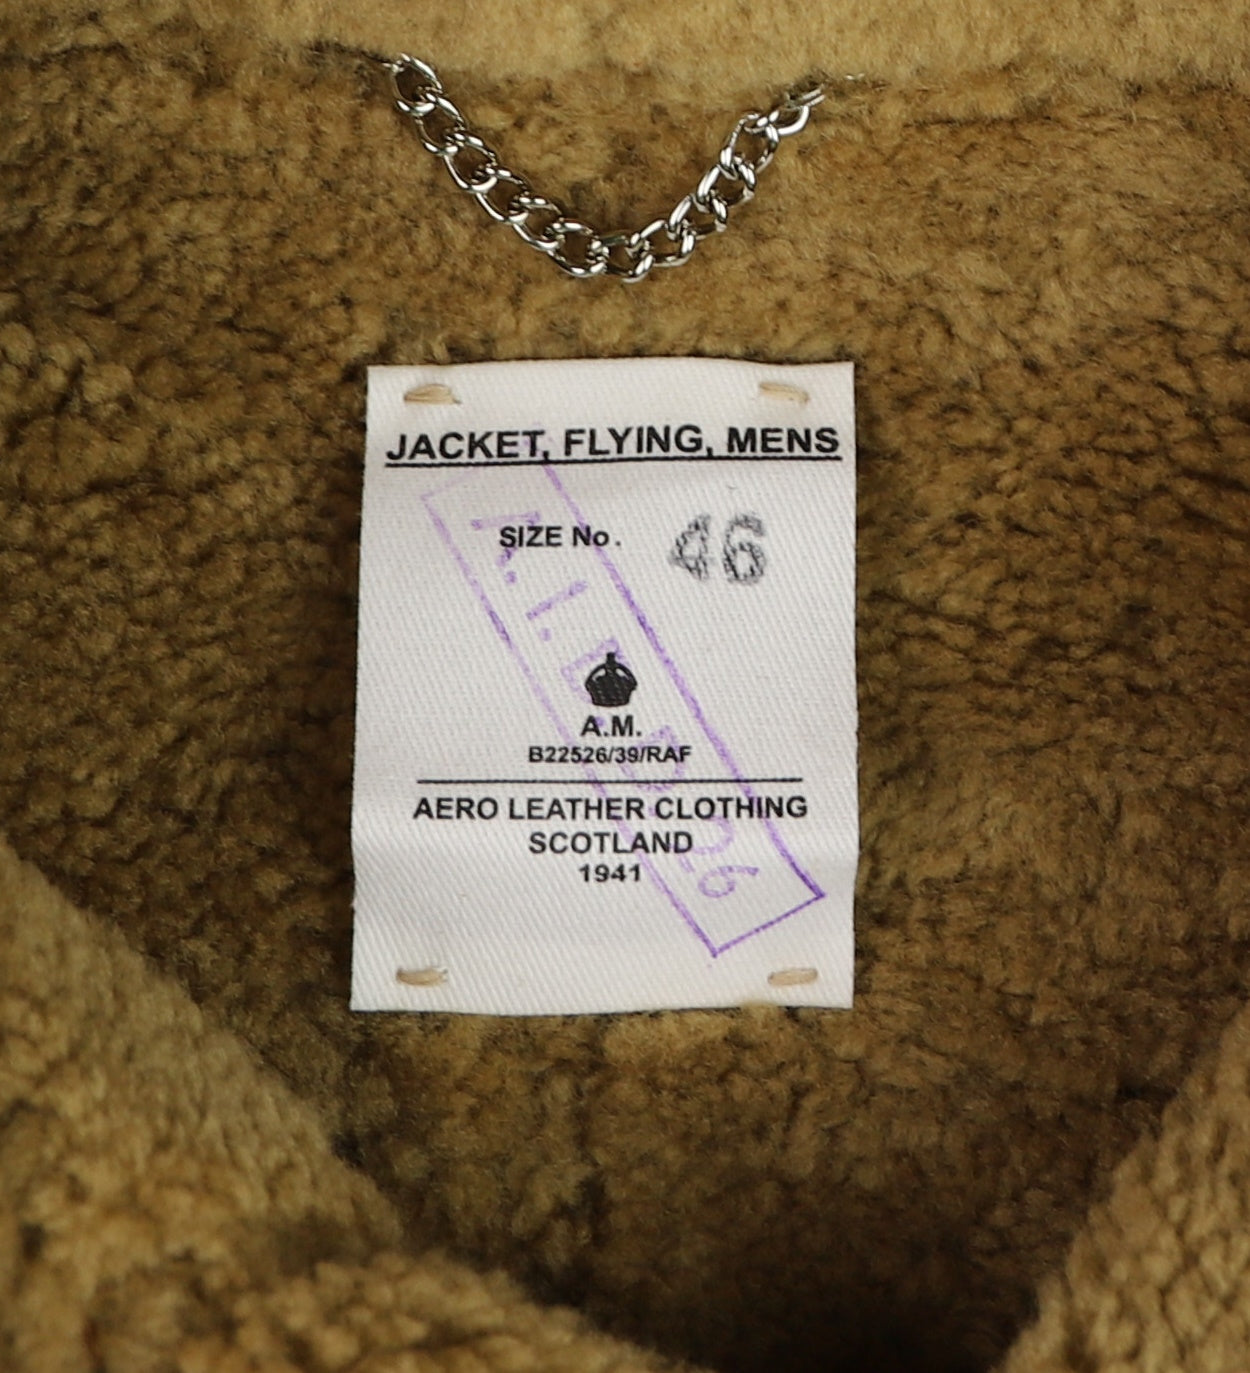 JACKET, FLYING, MENS
SIZE No. 46
A.M.
B22526/39/RAF
AERO LEATHER CLOTHING
SCOTLAND
1941
A.I.D.